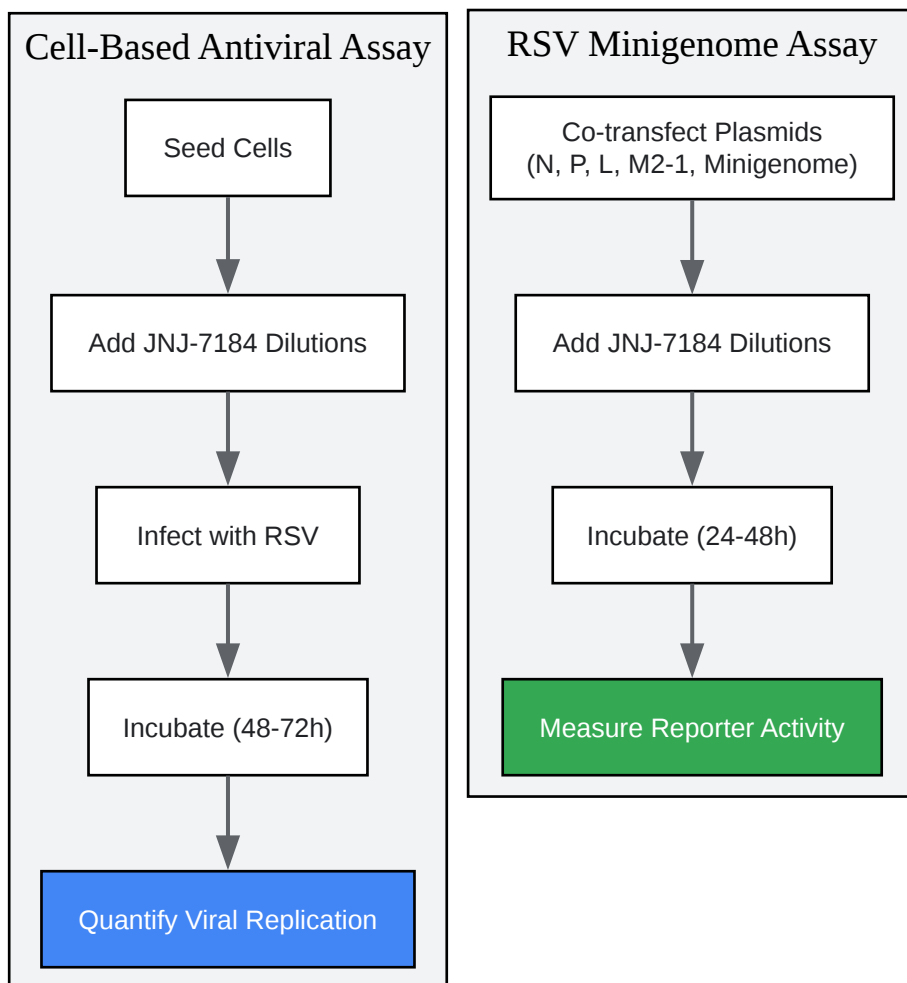 Cell-Based Antiviral Assay
Seed Cells
Add JNJ-7184 Dilutions
Infect with RSV
Incubate (48-72h)
Quantify Viral Replication
RSV Minigenome Assay
Co-transfect Plasmids
(N, P, L, M2-1, Minigenome)
Add JNJ-7184 Dilutions
Incubate (24-48h)
Measure Reporter Activity